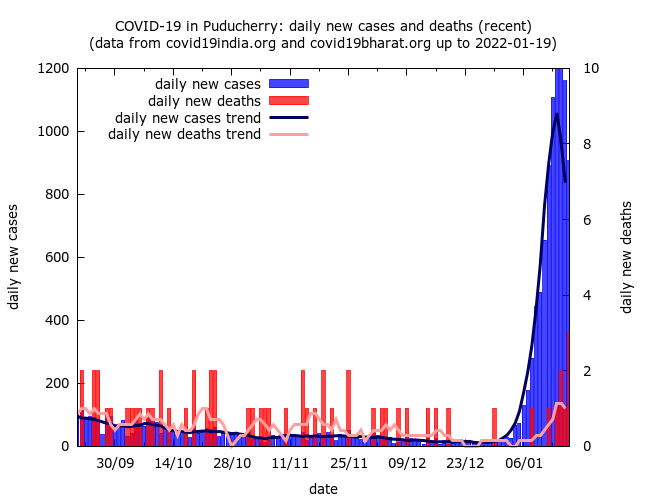 COVID-19 in Puducherry: daily new cases and deaths (recent)
(data from covid19india.org and covid19bharat.org up to 2022-01-19)
daily new cases
daily new deaths
daily new cases trend
daily new deaths trend
1200
1000
800
600
400
200
0
daily new cases
10
8
6
4
2
0
daily new deaths
30/09 14/10 28/10 11/11 25/11 09/12 23/12 06/01
date